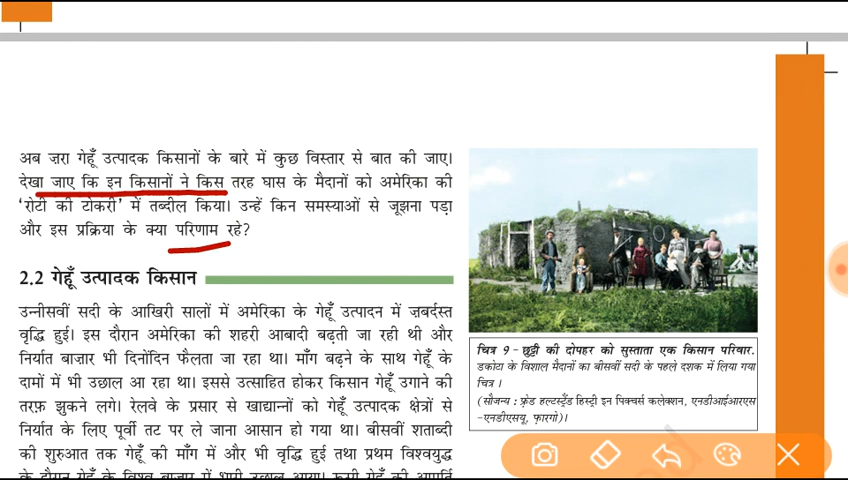 अब ज़रा गेहूँ उत्पादक किसानों के बारे में कुछ विस्तार से बात की जाए।
देखा जाए कि इन किसानों ने किस तरह घास के मैदानों को अमेरिका की
'रोटी की टोकरी' में तब्दील किया। उन्हें किन समस्याओं से जूझना पड़ा
और इस प्रक्रिया के क्या परिणाम रहे?
2.2 गेहूँ उत्पादक किसान
उन्नीसवीं सदी के आखिरी सालों में अमेरिका के गेहूँ उत्पादन में ज़बर्दस्त
वृद्धि हुई। इस दौरान अमेरिका की शहरी आबादी बढ़ती जा रही थी और
निर्यात बाज़ार भी दिनोंदिन फैलता जा रहा था। माँग बढ़ने के साथ गेहूँ के
दामों में भी उछाल आ रहा था। इससे उत्साहित होकर किसान गेहूँ उगाने की
तरफ़ झुकने लगे। रेलवे के प्रसार से खाद्यान्नों को गेहूँ उत्पादक क्षेत्रों से
निर्यात के लिए पूर्वी तट पर ले जाना आसान हो गया था। बीसवीं शताब्दी
की शुरुआत तक गेहूँ की माँग में और भी वृद्धि हुई तथा प्रथम विश्वयुद्ध
के दौरान गेहूँ के विश्व बाज़ार में भारी उछाल आया। रूसी गेहूँ की आपूर्ति
चित्र 9 - छुट्टी की दोपहर को सुस्ताता एक किसान परिवार.
डकोटा के विशाल मैदानों का बीसवीं सदी के पहले दशक में लिया गया
चित्र।
(सौजन्य : फ़्रेड हल्टस्ट्रैंड हिस्ट्री इन पिक्चर्स कलेक्शन, एनडीआईआरएस
-एनडीएसयू, फ़ारगो)।